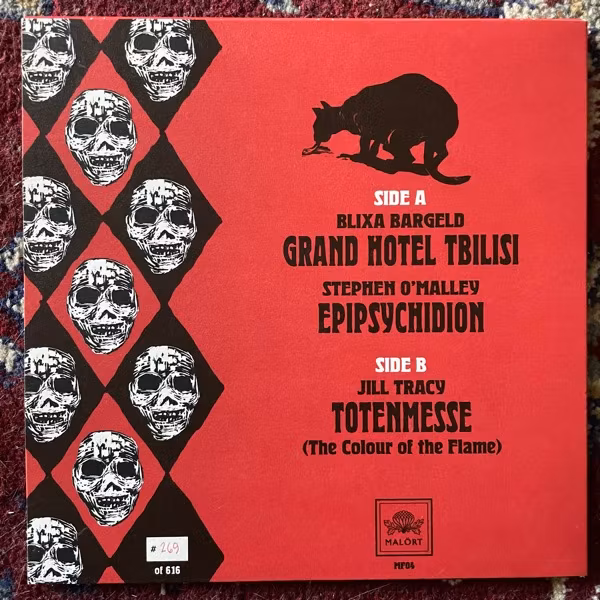 SIDE A
BLIXA BARGELD
GRAND HOTEL TBILISI
STEPHEN O'MALLEY
EPIPSYCHIDION
SIDE B
JILL TRACY
TOTENMESSE
(The Colour of the Flame)
MALÖRT
MF04
# 269
of 616